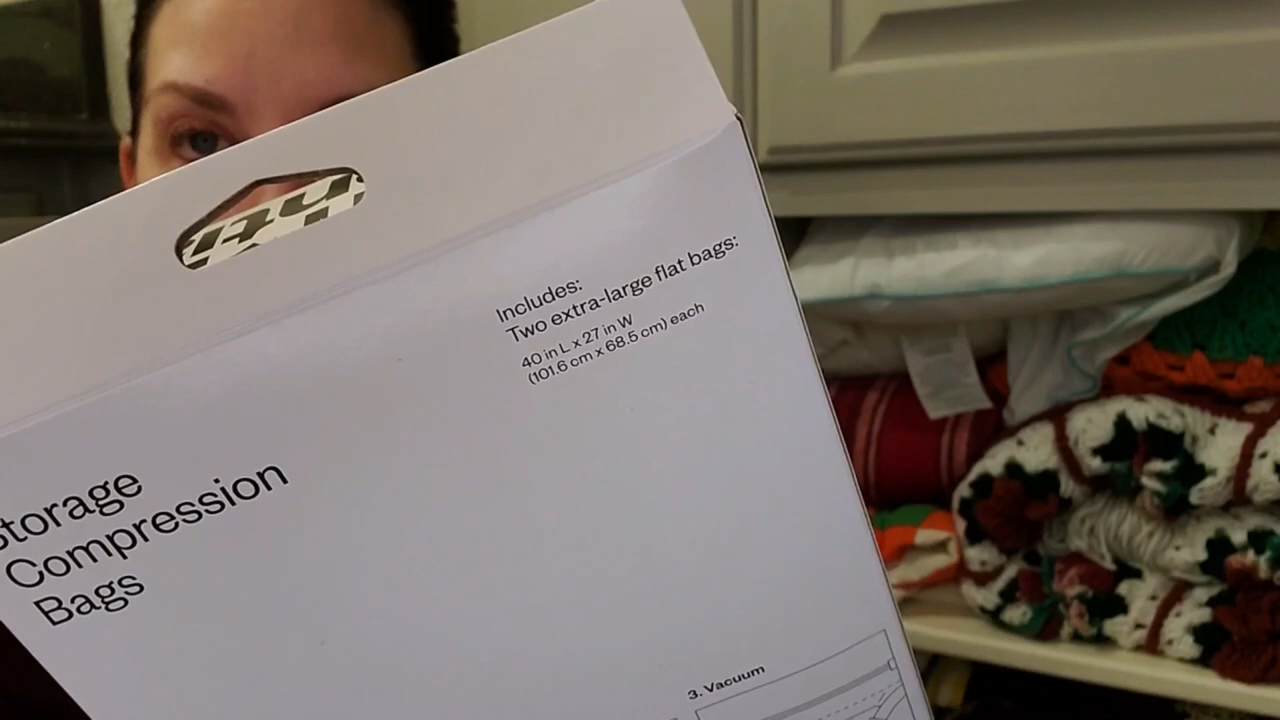 Includes:
Two extra-large flat bags:
40 in L x 27 in W
(101.6 cm x 68.5 cm) each
Storage
Compression
Bags
3. Vacuum